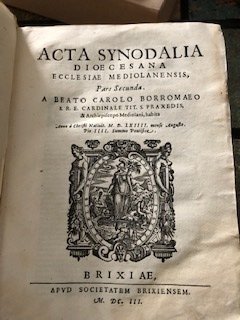 ACTA SYNODALIA
DIOECESANA
ECCLESIAE MEDIOLANENSIS,
Pars Secunda.
A BEATO CAROLO BORROMAEO
S. R. E. CARDINALE TIT. S. PRAXEDIS,
& Archiepiscopo Mediolani, habita
Anno à Christi Natiuit. M. D. LXIIII. mense Augusto.
Pio IIII. Summo Pontifice.
BRIXIAE,
APVD SOCIETATEM BRIXIENSEM.
M. DC. III.